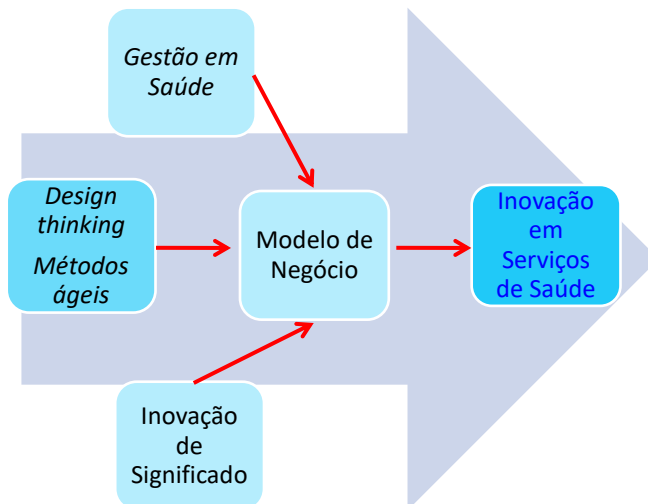 Gestão em
Saúde
Design
thinking
Métodos
ágeis
Modelo de
Negócio
Inovação
em
Serviços
de Saúde
Inovação
de
Significado